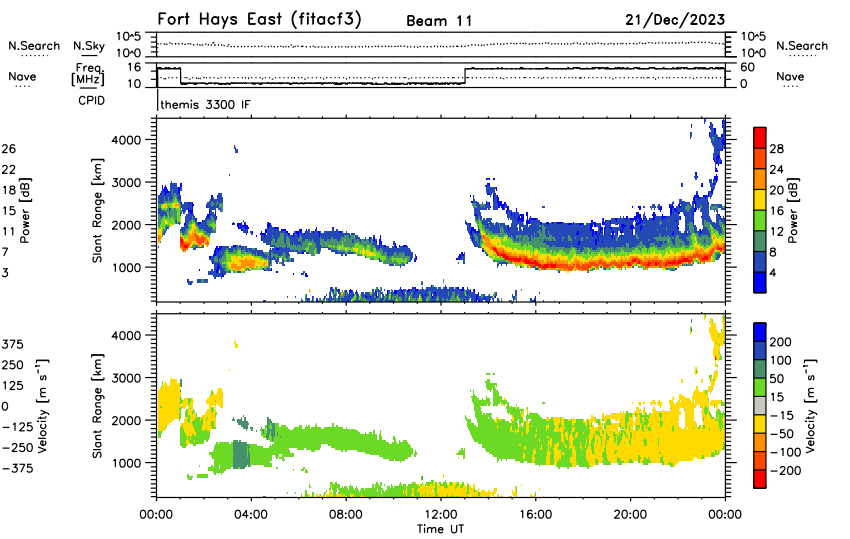 Fort Hays East (fitacf3) Beam 11 21/Dec/2023
N.Search N.Sky 10^5 10^0 10^5 10^0 N.Search
Nave Freq. [MHz] 16 10 60 0 Nave
CPID themis 3300 IF
26 22 18 15 11 7 3
Power [dB]
Slant Range [km]
4000
3000
2000
1000
28
24
20
16
12
8
4
Power [dB]
375
250
125
0
-125
-250
-375
Velocity [m s⁻¹]
Slant Range [km]
4000
3000
2000
1000
200
100
50
15
-15
-50
-100
-200
Velocity [m s⁻¹]
00:00 04:00 08:00 12:00 16:00 20:00 00:00
Time UT